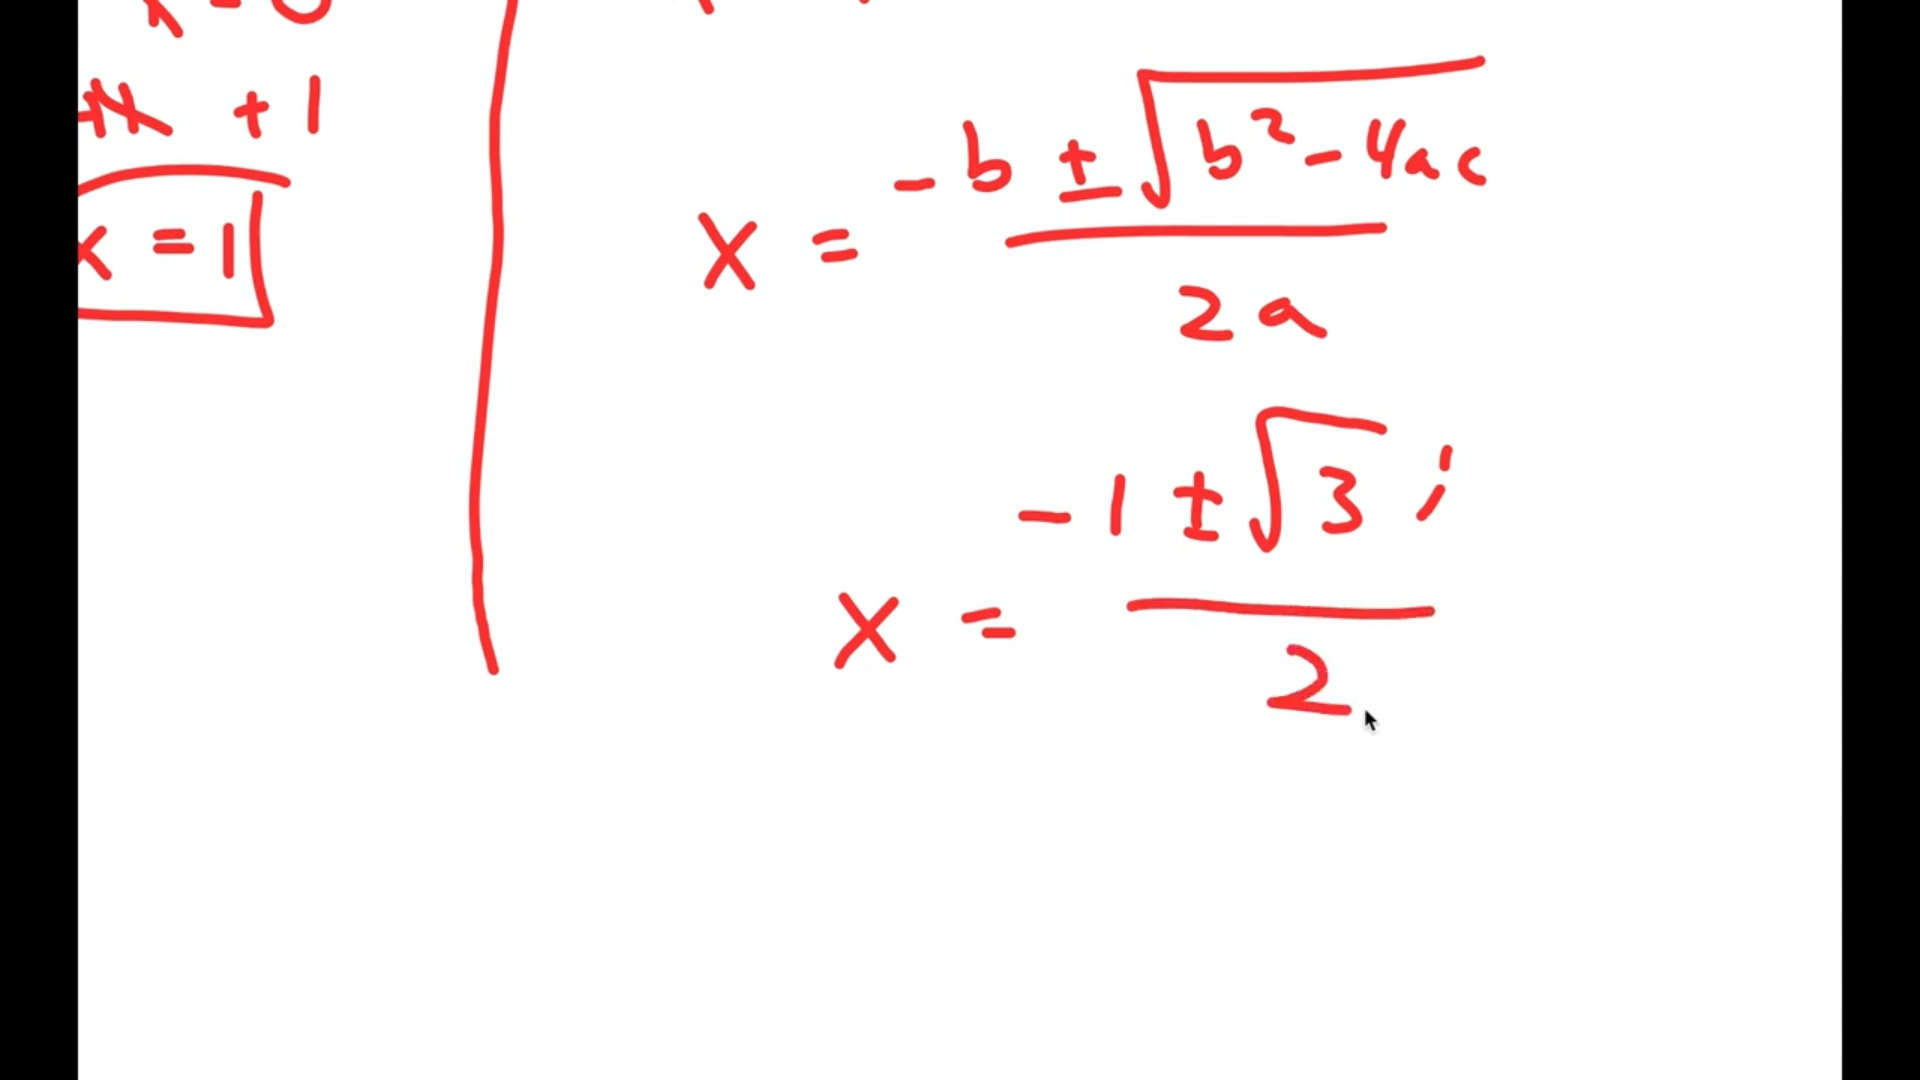 + 1
x = 1
x = -b ± √b² - 4ac / 2a
x = -1 ± √3 i / 2